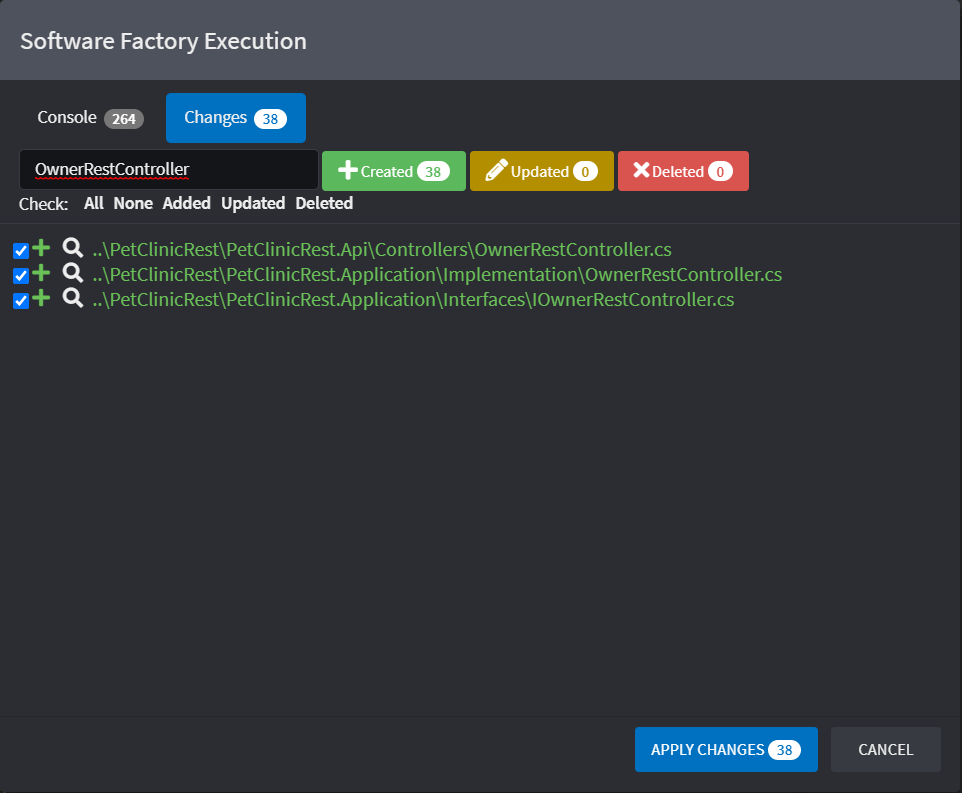 Software Factory Execution
Console 264 Changes 38
OwnerRestController Created 38 Updated 0 Deleted 0
Check: All None Added Updated Deleted
..\PetClinicRest\PetClinicRest.Api\Controllers\OwnerRestController.cs
..\PetClinicRest\PetClinicRest.Application\Implementation\OwnerRestController.cs
..\PetClinicRest\PetClinicRest.Application\Interfaces\IOwnerRestController.cs
APPLY CHANGES 38 CANCEL